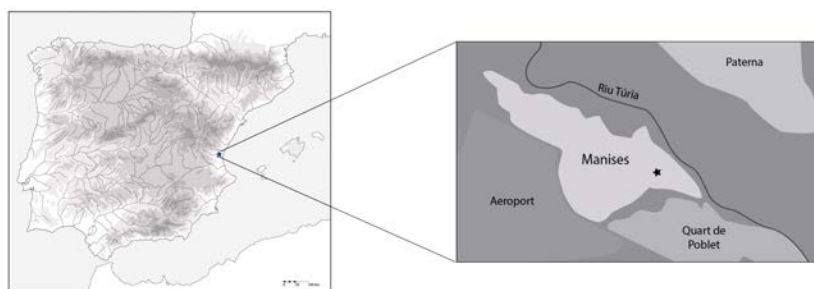 Riu Túria
Paterna
Manises
Aeroport
Quart de
Poblet